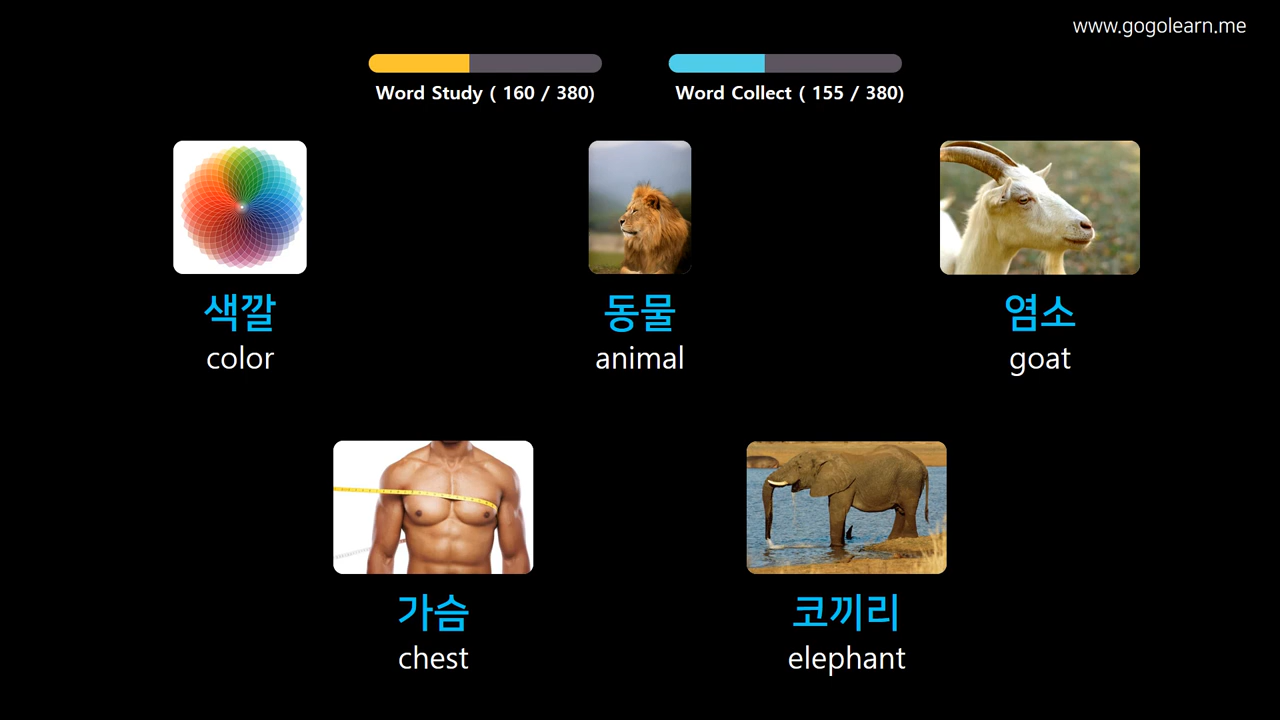 www.gogolearn.me
Word Study ( 160 / 380)
Word Collect ( 155 / 380)
색깔
color
동물
animal
염소
goat
가슴
chest
코끼리
elephant